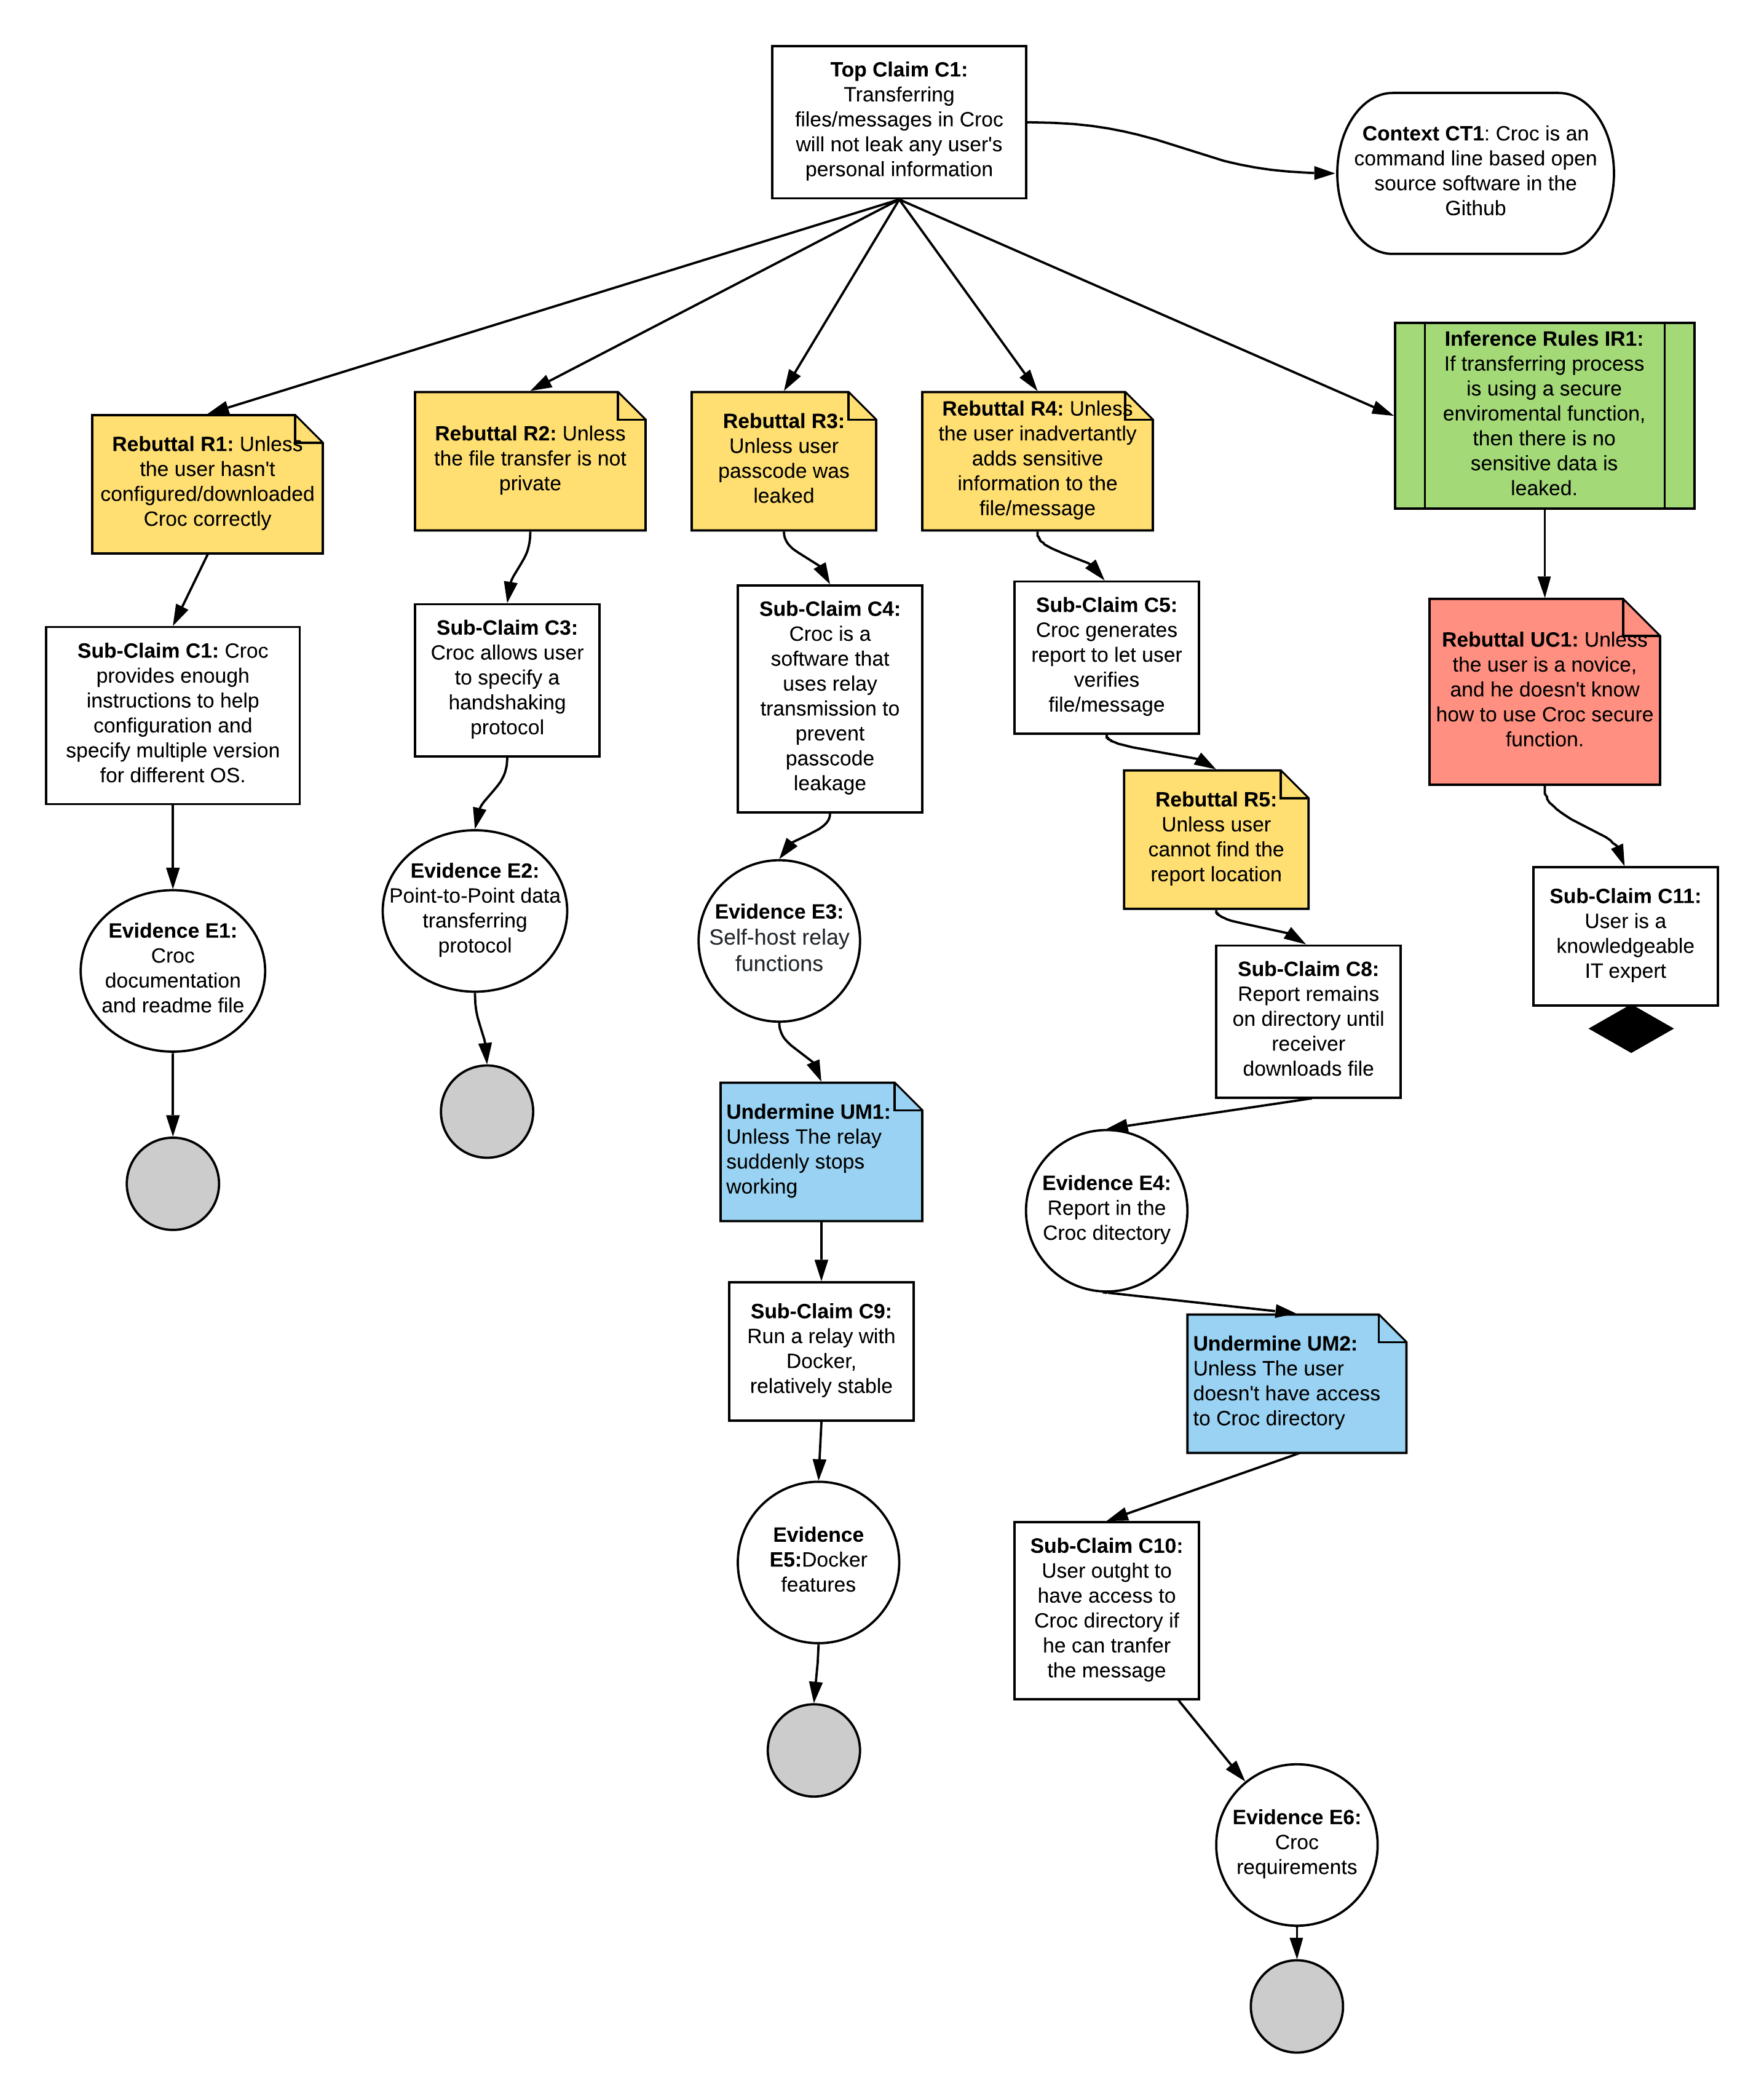 Top Claim C1:
Transferring
files/messages in Croc
will not leak any user's
personal information
Context CT1: Croc is an
command line based open
source software in the
Github
Inference Rules IR1:
If transferring process
is using a secure
enviromental function,
then there is no
sensitive data is
leaked.
Rebuttal R1: Unless
the user hasn't
configured/downloaded
Croc correctly
Rebuttal R2: Unless
the file transfer is not
private
Rebuttal R3:
Unless user
passcode was
leaked
Rebuttal R4: Unless
the user inadvertantly
adds sensitive
information to the
file/message
Sub-Claim C1: Croc
provides enough
instructions to help
configuration and
specify multiple version
for different OS.
Sub-Claim C3:
Croc allows user
to specify a
handshaking
protocol
Sub-Claim C4:
Croc is a
software that
uses relay
transmission to
prevent
passcode
leakage
Sub-Claim C5:
Croc generates
report to let user
verifies
file/message
Rebuttal UC1: Unless
the user is a novice,
and he doesn't know
how to use Croc secure
function.
Rebuttal R5:
Unless user
cannot find the
report location
Evidence E1:
Croc
documentation
and readme file
Evidence E2:
Point-to-Point data
transferring
protocol
Evidence E3:
Self-host relay
functions
Sub-Claim C8:
Report remains
on directory until
receiver
downloads file
Sub-Claim C11:
User is a
knowledgeable
IT expert
Undermine UM1:
Unless The relay
suddenly stops
working
Evidence E4:
Report in the
Croc ditectory
Sub-Claim C9:
Run a relay with
Docker,
relatively stable
Undermine UM2:
Unless The user
doesn't have access
to Croc directory
Evidence
E5:Docker
features
Sub-Claim C10:
User outght to
have access to
Croc directory if
he can tranfer
the message
Evidence E6:
Croc
requirements